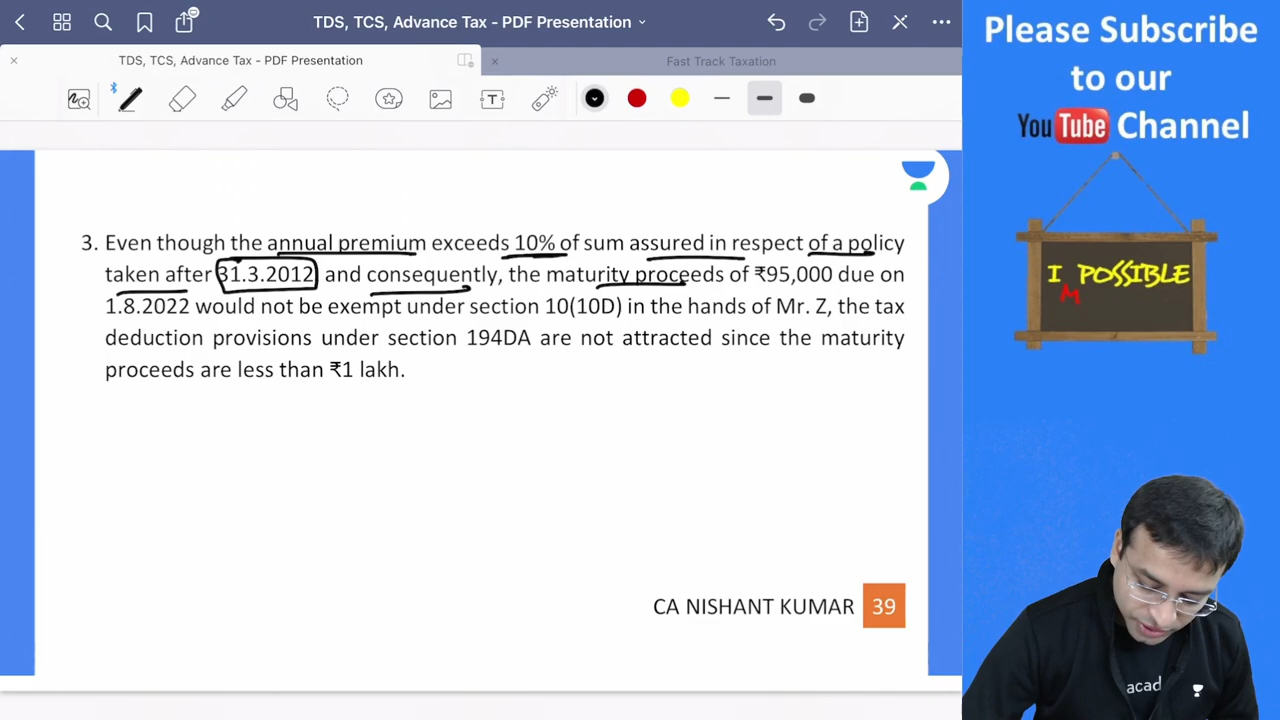 TDS, TCS, Advance Tax - PDF Presentation
TDS, TCS, Advance Tax - PDF Presentation
Fast Track Taxation
3. Even though the annual premium exceeds 10% of sum assured in respect of a policy
taken after 31.3.2012 and consequently, the maturity proceeds of ₹95,000 due on
1.8.2022 would not be exempt under section 10(10D) in the hands of Mr. Z, the tax
deduction provisions under section 194DA are not attracted since the maturity
proceeds are less than ₹1 lakh.
CA NISHANT KUMAR 39
Please Subscribe
to our
YouTube Channel
I POSSIBLE
M
acad